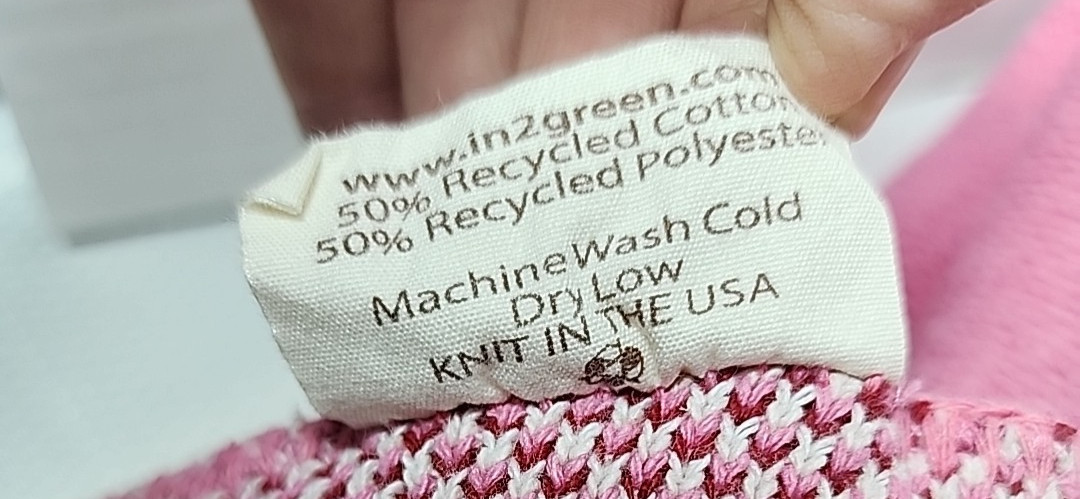 www.in2green.com
50% Recycled Cotton
50% Recycled Polyester
Machine Wash Cold
Dry Low
KNIT IN THE USA